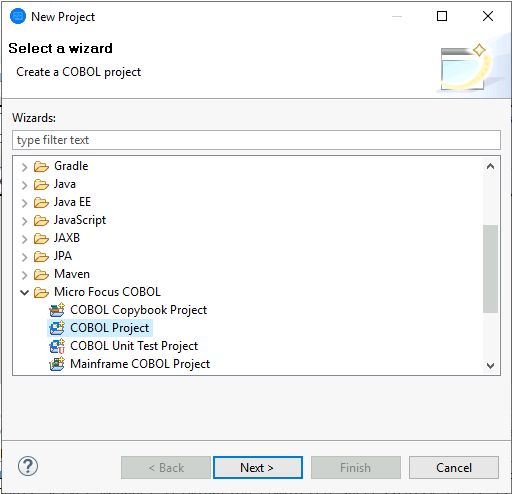 New Project
Select a wizard
Create a COBOL project
Wizards:
type filter text
Gradle
Java
Java EE
JavaScript
JAXB
JPA
Maven
Micro Focus COBOL
COBOL Copybook Project
COBOL Project
COBOL Unit Test Project
Mainframe COBOL Project
? < Back Next > Finish Cancel